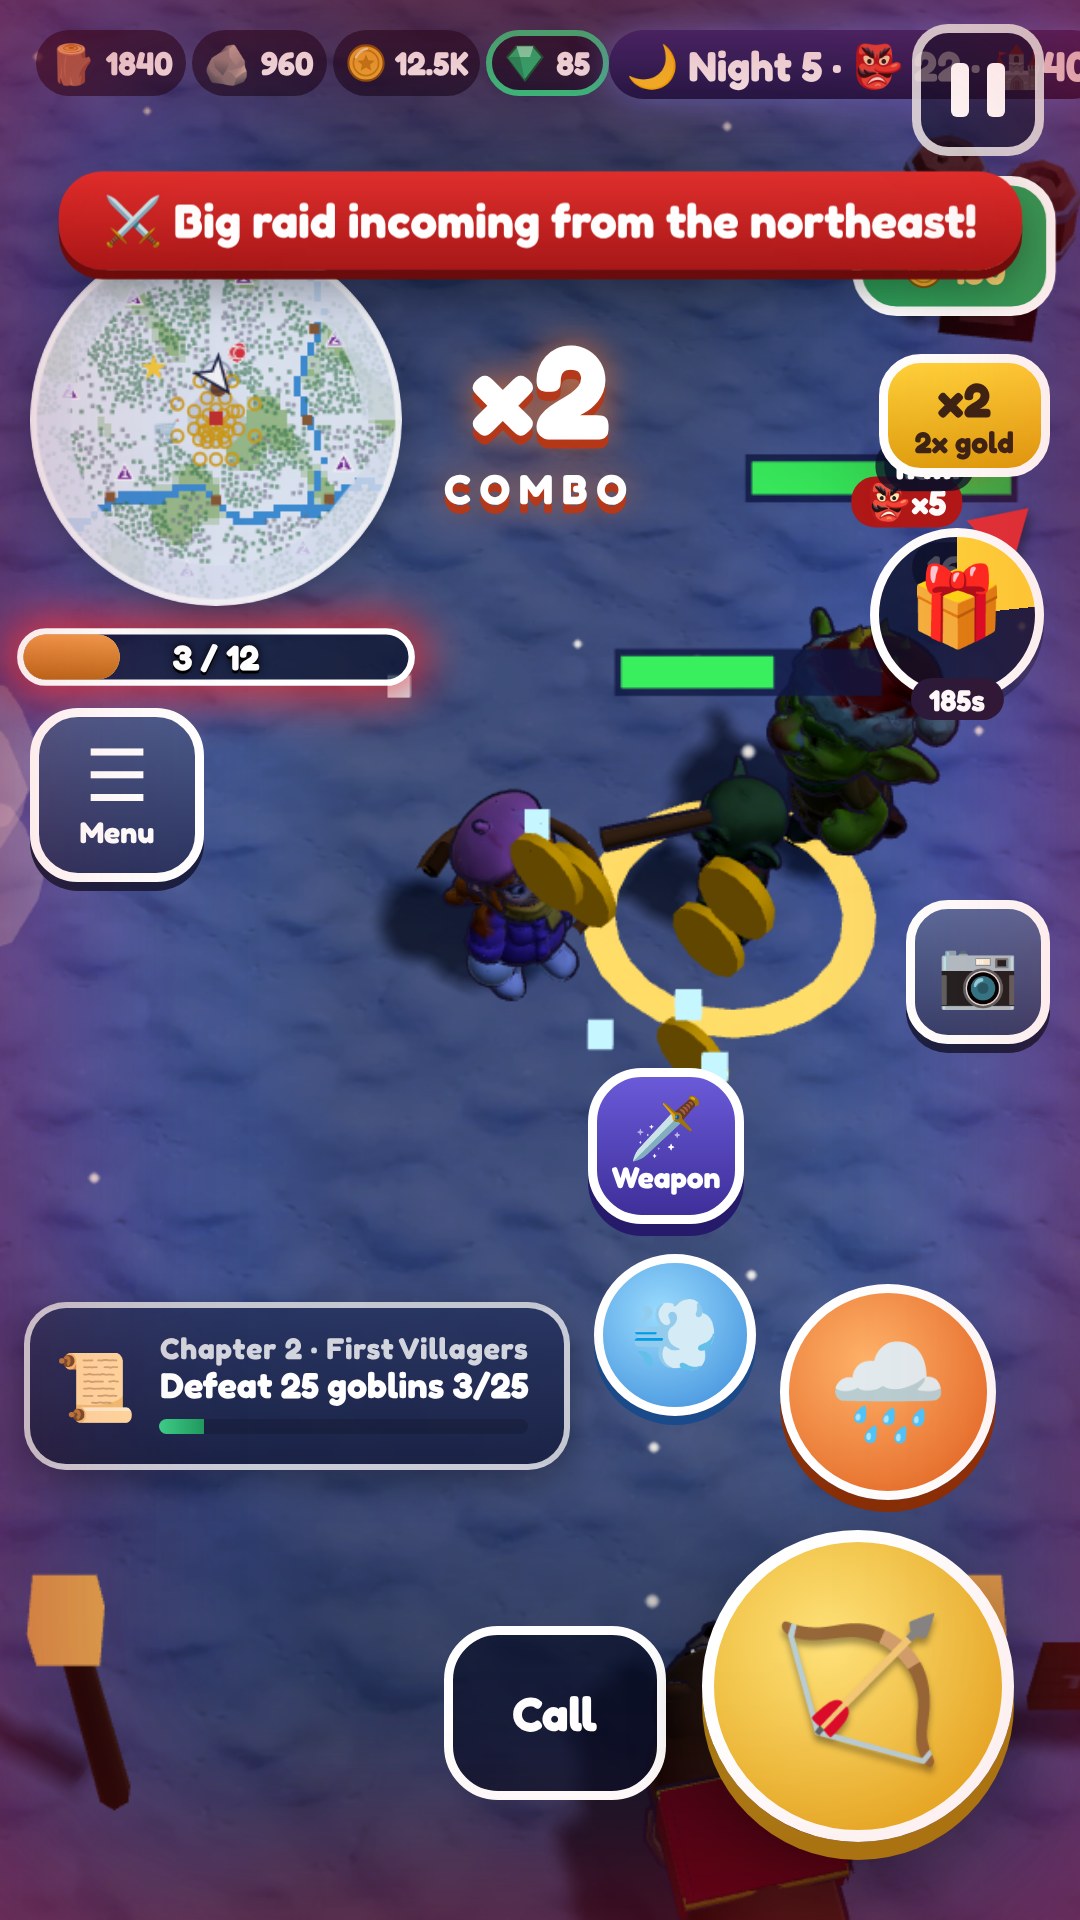 1840
960
12.5K
85
Night 5 ·
Big raid incoming from the northeast!
x2
COMBO
x2
2x gold
x5
185s
3 / 12
Menu
Weapon
Chapter 2 · First Villagers
Defeat 25 goblins 3/25
Call